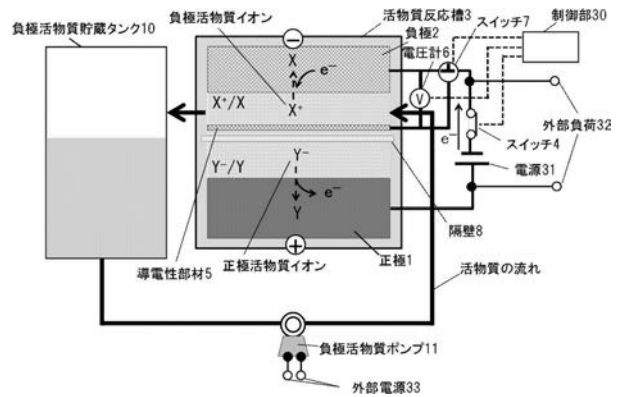 負極活物質貯蔵タンク10
負極活物質イオン
活物質反応槽3
負極2
電圧計6
スイッチ7
制御部30
X
e−
X+/X
X+
V
e−
スイッチ4
外部負荷32
電源31
Y−
Y−/Y
e−
Y
隔壁8
導電性部材5
正極活物質イオン
正極1
活物質の流れ
負極活物質ポンプ11
外部電源33